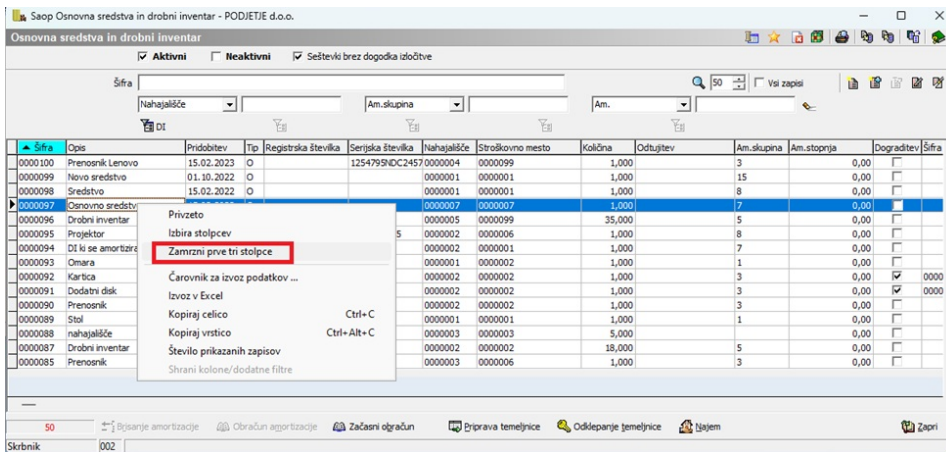 Saop Osnovna sredstva in drobni inventar - PODJETJE d.o.o.
Osnovna sredstva in drobni inventar
Aktivni Neaktivni Seštevki brez dogodka izločitve
Šifra 50 Vsi zapisi
Nahajališče Am.skupina Am.
DI
Šifra Opis Pridobitev Tip Registrska številka Serijska številka Nahajališče Stroškovno mesto Količina Odtujitev Am.skupina Am.stopnja Dograditev Šifra
0000100 Prenosnik Lenovo 15.02.2023 O 1254795NDC2457 0000004 0000099 1,000 3 0,00
0000099 Novo sredstvo 01.10.2022 O 0000001 0000001 1,000 15 0,00
0000098 Sredstvo 15.02.2022 O 0000001 0000001 1,000 8 0,00
0000097 Osnovno sredstv 0000007 0000007 1,000 7 0,00
0000096 Drobni inventar 0000005 0000099 35,000 5 0,00
0000095 Projektor 5 0000002 0000006 1,000 8 0,00
0000094 DI ki se amortizira 0000002 0000001 1,000 7 0,00
0000093 Omara 0000001 0000002 1,000 1 0,00
0000092 Kartica 0000002 0000002 1,000 3 0,00 0000
0000091 Dodatni disk 0000002 0000002 1,000 3 0,00 0000
0000090 Prenosnik 0000002 0000002 1,000 3 0,00
0000089 Stol 0000001 0000002 1,000 1 0,00
0000088 nahajališče 0000003 0000003 5,000 0,00
0000087 Drobni inventar 0000002 0000002 18,000 5 0,00
0000085 Prenosnik 0000003 0000006 1,000 3 0,00
Privzeto
Izbira stolpcev
Zamrzni prve tri stolpce
Čarovnik za izvoz podatkov ...
Izvoz v Excel
Kopiraj celico Ctrl+C
Kopiraj vrstico Ctrl+Alt+C
Število prikazanih zapisov
Shrani kolone/dodatne filtre
50 Brisanje amortizacije Obračun amortizacije Začasni obračun Priprava temeljnice Odklepanje temeljnice Najem Zapri
Skrbnik 002